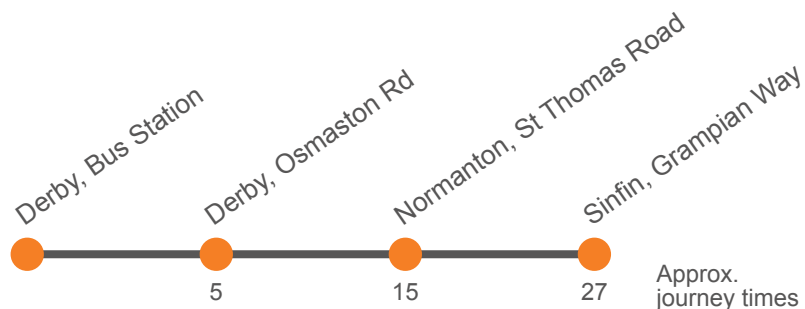 Derby, Bus Station
Derby, Osmaston Rd
Normanton, St Thomas Road
Sinfin, Grampian Way
5
15
27
Approx.
journey times